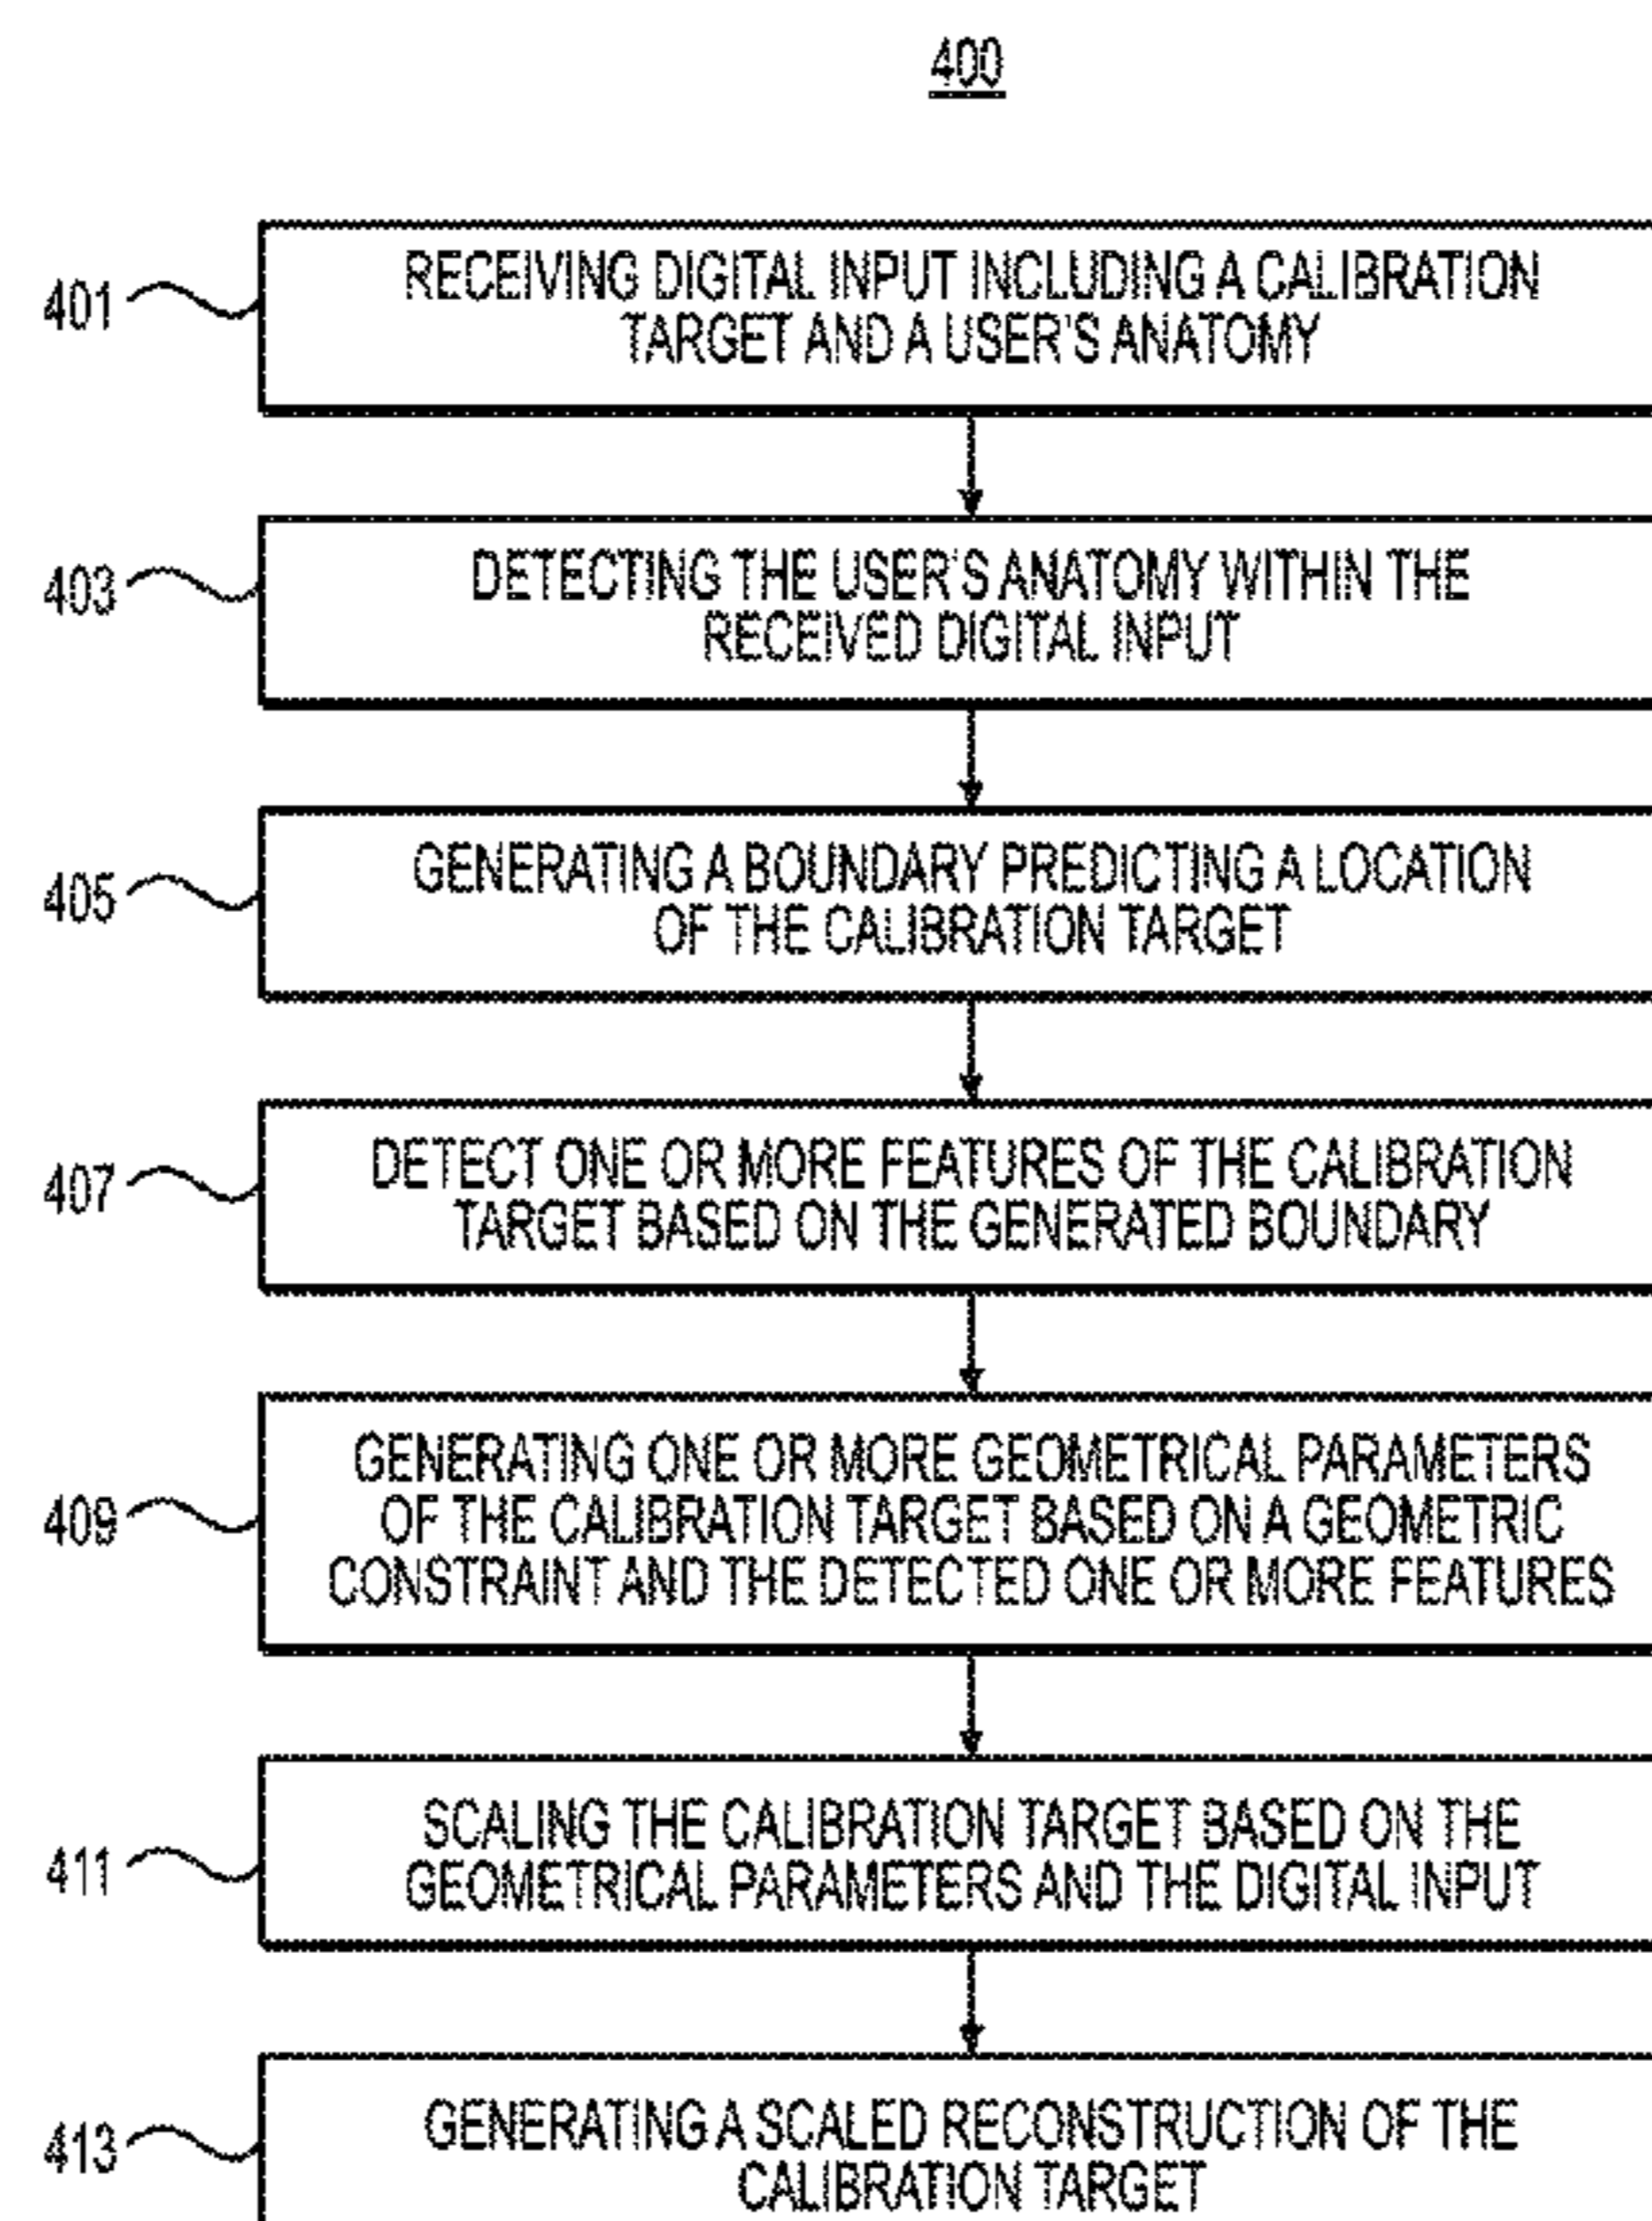 400
401
RECEIVING DIGITAL INPUT INCLUDING A CALIBRATION
TARGET AND A USER'S ANATOMY
403
DETECTING THE USER'S ANATOMY WITHIN THE
RECEIVED DIGITAL INPUT
405
GENERATING A BOUNDARY PREDICTING A LOCATION
OF THE CALIBRATION TARGET
407
DETECT ONE OR MORE FEATURES OF THE CALIBRATION
TARGET BASED ON THE GENERATED BOUNDARY
409
GENERATING ONE OR MORE GEOMETRICAL PARAMETERS
OF THE CALIBRATION TARGET BASED ON A GEOMETRIC
CONSTRAINT AND THE DETECTED ONE OR MORE FEATURES
411
SCALING THE CALIBRATION TARGET BASED ON THE
GEOMETRICAL PARAMETERS AND THE DIGITAL INPUT
413
GENERATING A SCALED RECONSTRUCTION OF THE
CALIBRATION TARGET